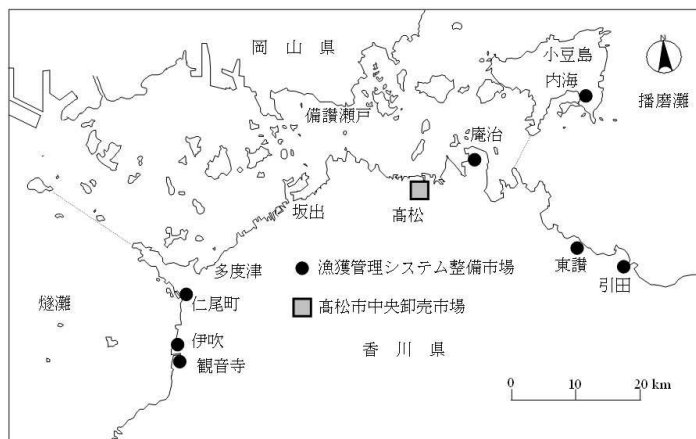 岡 山 県
小豆島
内海
N
播磨灘
備讃瀬戸
庵治
坂出
高松
多度津
漁獲管理システム整備市場
東讃
引田
燧灘
仁尾町
高松市中央卸売市場
伊吹
観音寺
香 川 県
0 10 20 km